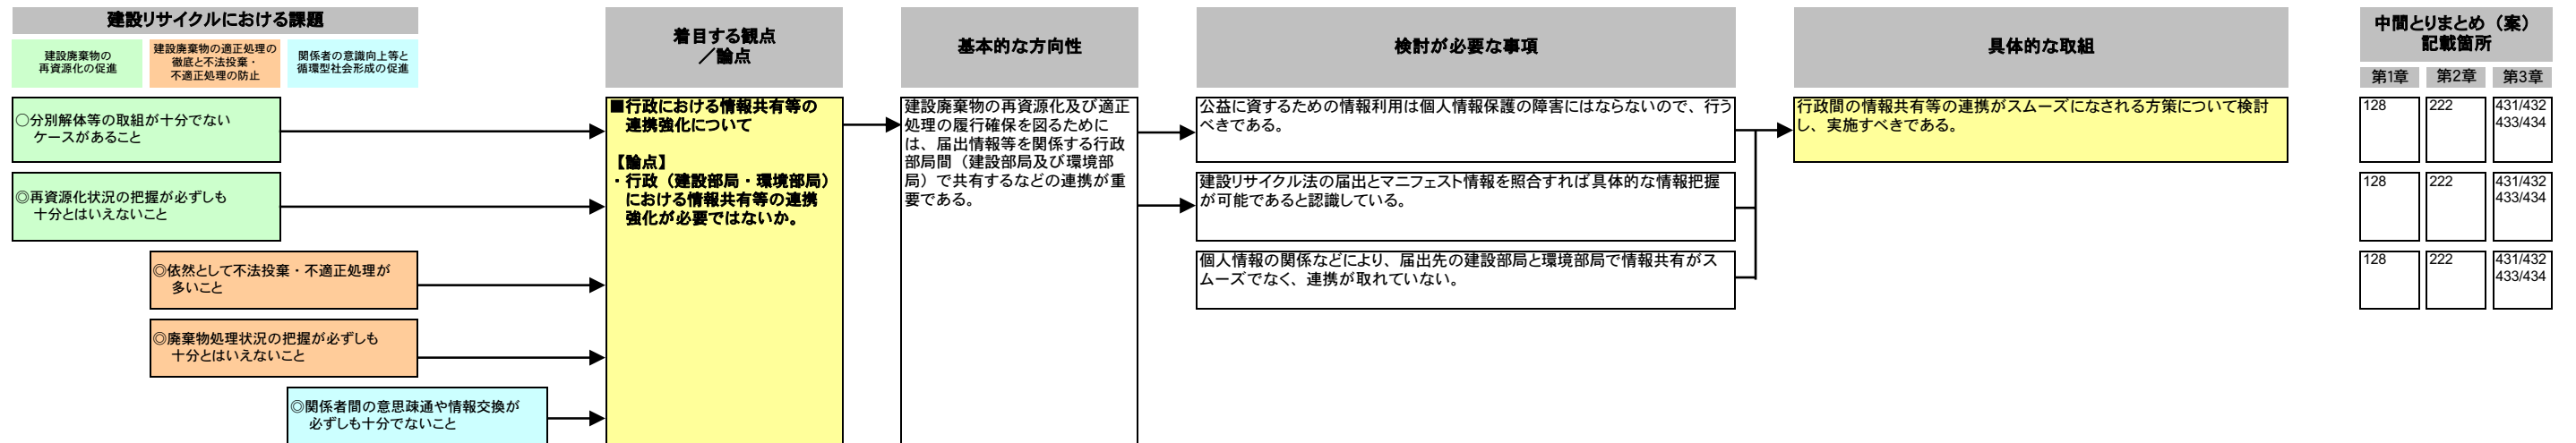 建設リサイクルにおける課題
建設廃棄物の
再資源化の促進
建設廃棄物の適正処理の
徹底と不法投棄・
不適正処理の防止
関係者の意識向上等と
循環型社会形成の促進
着目する観点
／論点
基本的な方向性
検討が必要な事項
具体的な取組
中間とりまとめ（案）
記載箇所
第1章
第2章
第3章
○分別解体等の取組が十分でない
ケースがあること
◎再資源化状況の把握が必ずしも
十分とはいえないこと
◎依然として不法投棄・不適正処理が
多いこと
◎廃棄物処理状況の把握が必ずしも
十分とはいえないこと
◎関係者間の意思疎通や情報交換が
必ずしも十分でないこと
■行政における情報共有等の
連携強化について
【論点】
・行政（建設部局・環境部局）
における情報共有等の連携
強化が必要ではないか。
建設廃棄物の再資源化及び適正
処理の履行確保を図るために
は、届出情報等を関係する行政
部局間（建設部局及び環境部
局）で共有するなどの連携が重
要である。
公益に資するための情報利用は個人情報保護の障害にはならないので、行う
べきである。
建設リサイクル法の届出とマニフェスト情報を照合すれば具体的な情報把握
が可能であると認識している。
個人情報の関係などにより、届出先の建設部局と環境部局で情報共有がス
ムーズでなく、連携が取れていない。
行政間の情報共有等の連携がスムーズになされる方策について検討
し、実施すべきである。
128
222
431/432
433/434
128
222
431/432
433/434
128
222
431/432
433/434